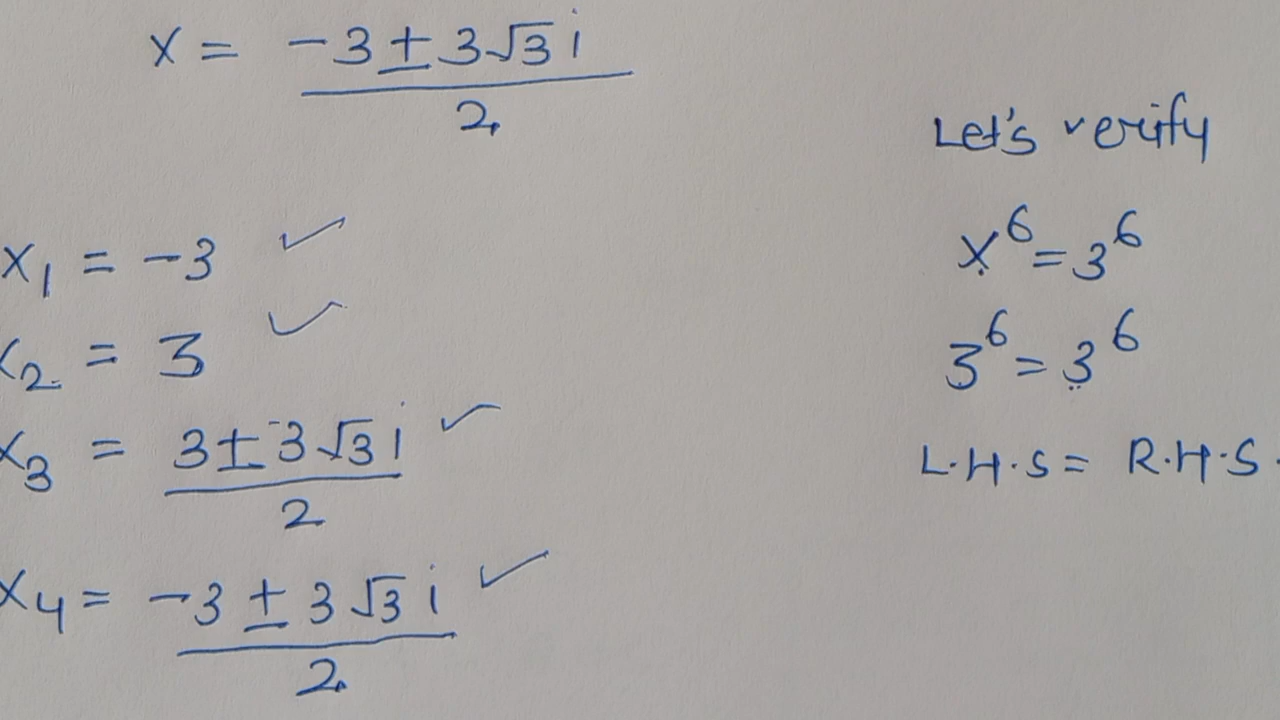 x = (-3 ± 3√3 i)/2
Let's verify
x⁶ = 3⁶
3⁶ = 3⁶
L.H.S = R.H.S.
x₁ = -3 ✓
x₂ = 3 ✓
x₃ = (3 ± 3√3 i)/2 ✓
x₄ = (-3 ± 3√3 i)/2 ✓